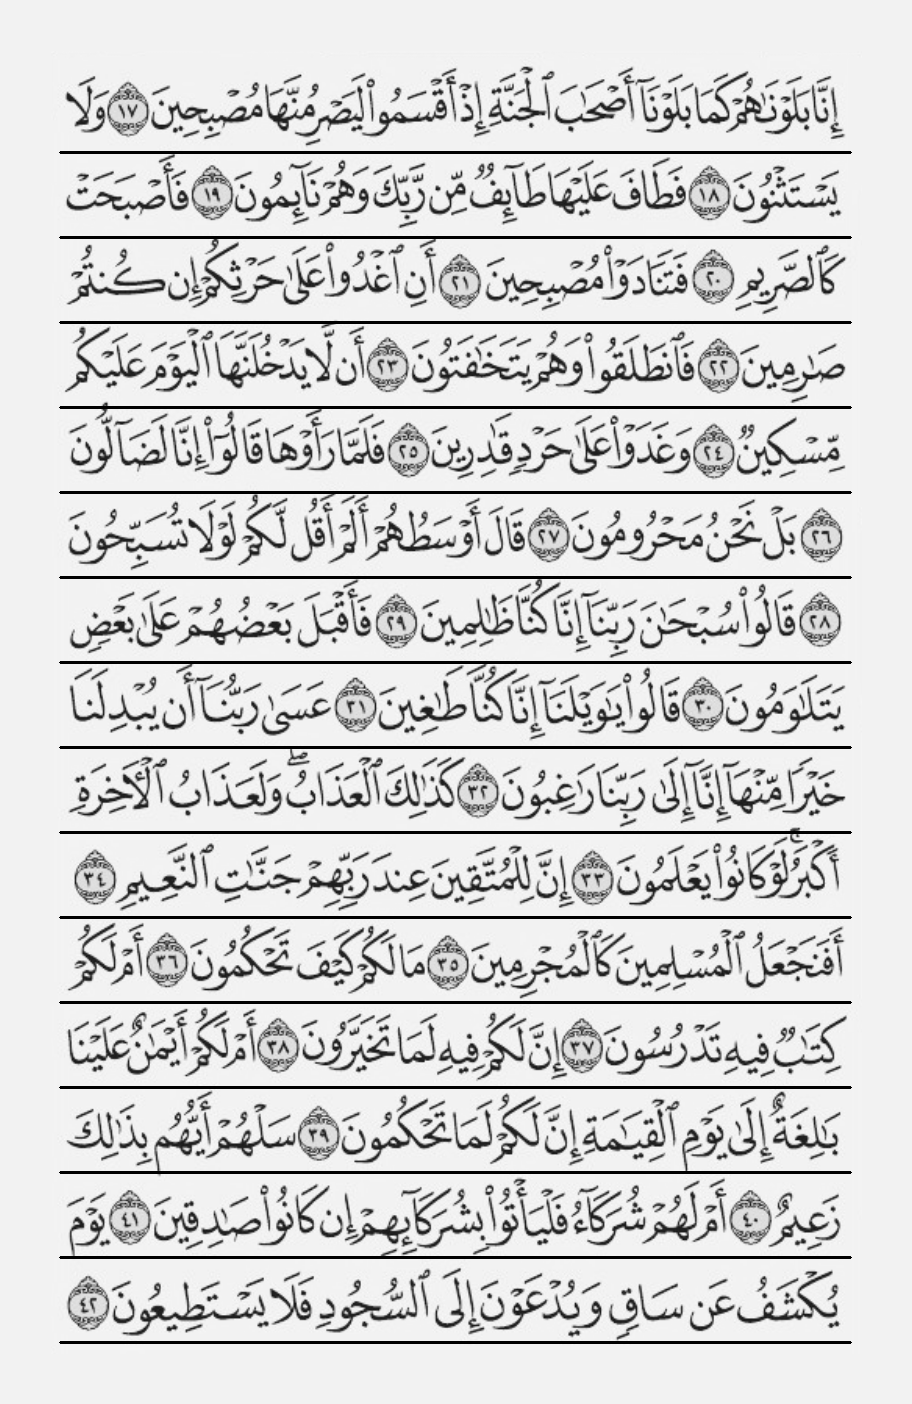 إِنَّا بَلَوْنَٰهُمْ كَمَا بَلَوْنَآ أَصْحَٰبَ ٱلْجَنَّةِ إِذْ أَقْسَمُوا۟ لَيَصْرِمُنَّهَا مُصْبِحِينَ ١٧ وَلَا
يَسْتَثْنُونَ ١٨ فَطَافَ عَلَيْهَا طَآئِفٌ مِّن رَّبِّكَ وَهُمْ نَآئِمُونَ ١٩ فَأَصْبَحَتْ
كَٱلصَّرِيمِ ٢٠ فَتَنَادَوْا۟ مُصْبِحِينَ ٢١ أَنِ ٱغْدُوا۟ عَلَىٰ حَرْثِكُمْ إِن كُنتُمْ
صَٰرِمِينَ ٢٢ فَٱنطَلَقُوا۟ وَهُمْ يَتَخَٰفَتُونَ ٢٣ أَن لَّا يَدْخُلَنَّهَا ٱلْيَوْمَ عَلَيْكُم
مِّسْكِينٌ ٢٤ وَغَدَوْا۟ عَلَىٰ حَرْدٍ قَٰدِرِينَ ٢٥ فَلَمَّا رَأَوْهَا قَالُوٓا۟ إِنَّا لَضَآلُّونَ
٢٦ بَلْ نَحْنُ مَحْرُومُونَ ٢٧ قَالَ أَوْسَطُهُمْ أَلَمْ أَقُل لَّكُمْ لَوْلَا تُسَبِّحُونَ
٢٨ قَالُوا۟ سُبْحَٰنَ رَبِّنَآ إِنَّا كُنَّا ظَٰلِمِينَ ٢٩ فَأَقْبَلَ بَعْضُهُمْ عَلَىٰ بَعْضٍ
يَتَلَٰوَمُونَ ٣٠ قَالُوا۟ يَٰوَيْلَنَآ إِنَّا كُنَّا طَٰغِينَ ٣١ عَسَىٰ رَبُّنَآ أَن يُبْدِلَنَا
خَيْرًا مِّنْهَآ إِنَّآ إِلَىٰ رَبِّنَا رَٰغِبُونَ ٣٢ كَذَٰلِكَ ٱلْعَذَابُ ۖ وَلَعَذَابُ ٱلْءَاخِرَةِ
أَكْبَرُ ۚ لَوْ كَانُوا۟ يَعْلَمُونَ ٣٣ إِنَّ لِلْمُتَّقِينَ عِندَ رَبِّهِمْ جَنَّٰتِ ٱلنَّعِيمِ ٣٤
أَفَنَجْعَلُ ٱلْمُسْلِمِينَ كَٱلْمُجْرِمِينَ ٣٥ مَا لَكُمْ كَيْفَ تَحْكُمُونَ ٣٦ أَمْ لَكُمْ
كِتَٰبٌ فِيهِ تَدْرُسُونَ ٣٧ إِنَّ لَكُمْ فِيهِ لَمَا تَخَيَّرُونَ ٣٨ أَمْ لَكُمْ أَيْمَٰنٌ عَلَيْنَا
بَٰلِغَةٌ إِلَىٰ يَوْمِ ٱلْقِيَٰمَةِ إِنَّ لَكُمْ لَمَا تَحْكُمُونَ ٣٩ سَلْهُمْ أَيُّهُم بِذَٰلِكَ
زَعِيمٌ ٤٠ أَمْ لَهُمْ شُرَكَآءُ فَلْيَأْتُوا۟ بِشُرَكَآئِهِمْ إِن كَانُوا۟ صَٰدِقِينَ ٤١ يَوْمَ
يُكْشَفُ عَن سَاقٍ وَيُدْعَوْنَ إِلَى ٱلسُّجُودِ فَلَا يَسْتَطِيعُونَ ٤٢